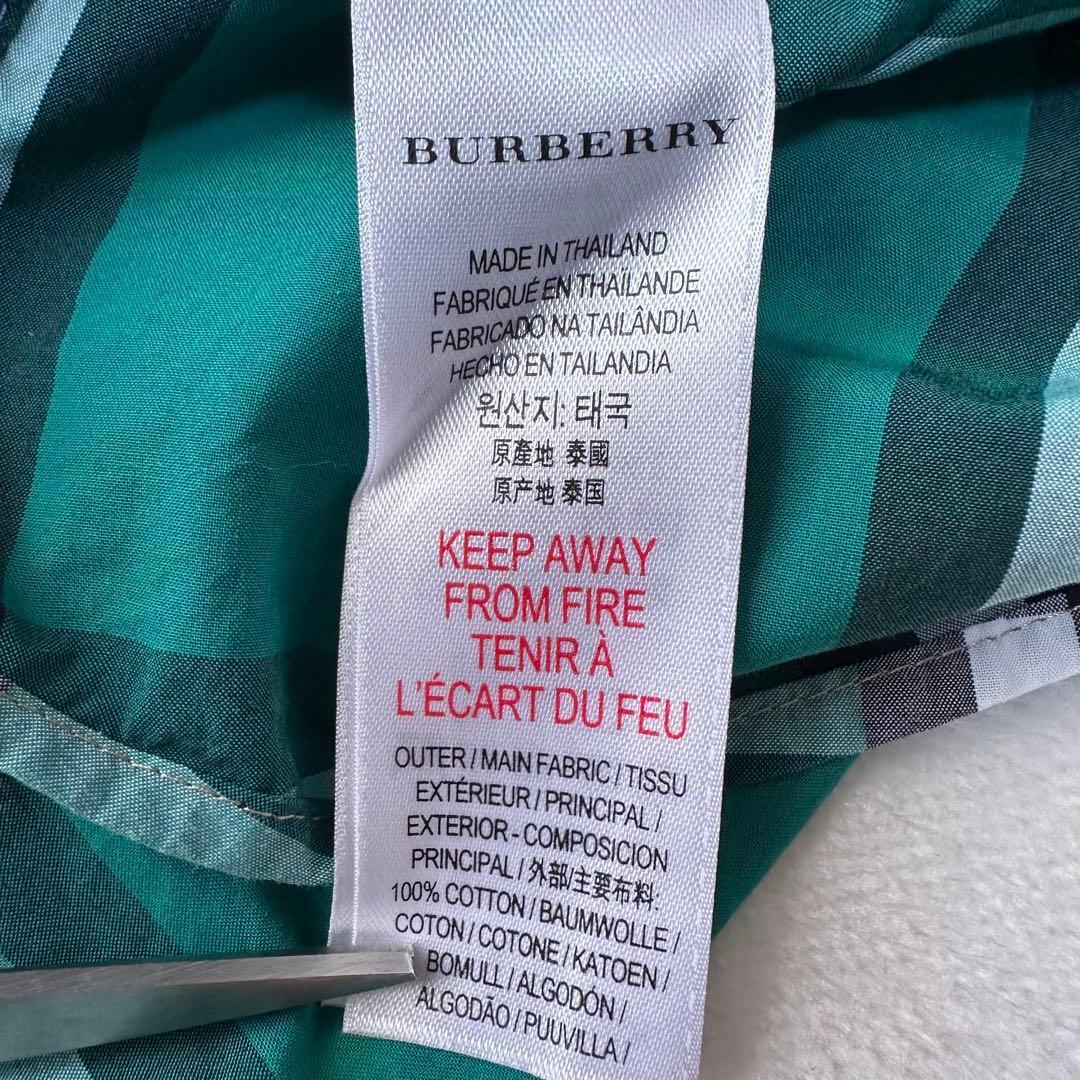 BURBERRY
MADE IN THAILAND
FABRIQUÉ EN THAÏLANDE
FABRICADO NA TAILÂNDIA
HECHO EN TAILANDIA
원산지: 태국
原產地 泰國
原产地 泰国
KEEP AWAY
FROM FIRE
TENIR À
L'ÉCART DU FEU
OUTER / MAIN FABRIC / TISSU
EXTÉRIEUR / PRINCIPAL /
EXTERIOR - COMPOSICION
PRINCIPAL / 外部/主要布料:
100% COTTON / BAUMWOLLE /
COTON / COTONE / KATOEN /
BOMULL / ALGODÓN /
ALGODÃO / PUUVILLA /